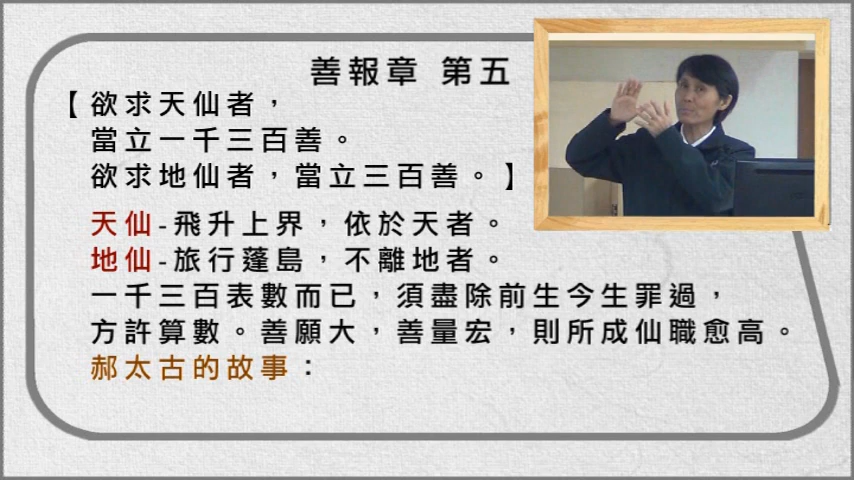 善報章 第五
【欲求天仙者，
當立一千三百善。
欲求地仙者，當立三百善。】
天仙-飛升上界，依於天者。
地仙-旅行蓬島，不離地者。
一千三百表數而已，須盡除前生今生罪過，
方許算數。善願大，善量宏，則所成仙職愈高。
郝太古的故事：